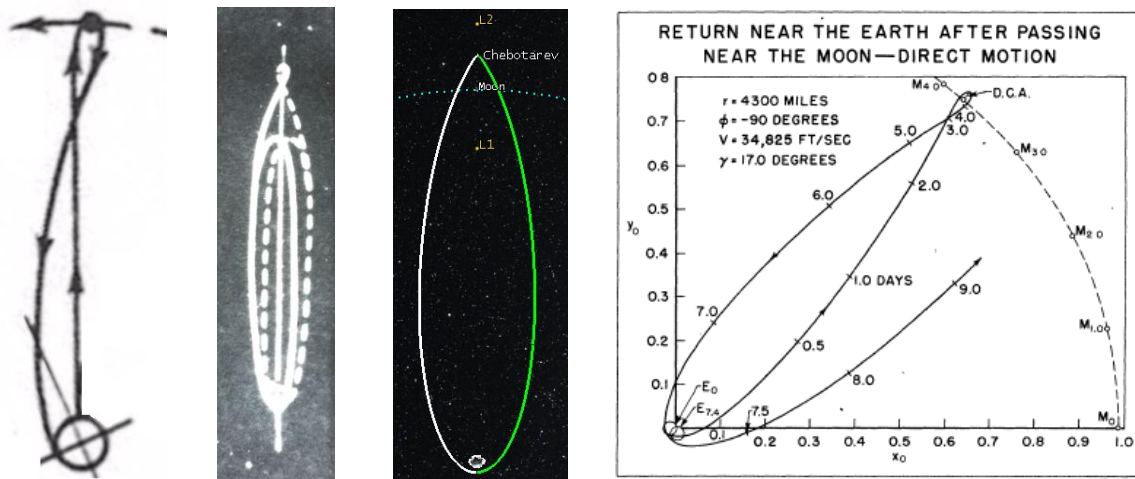 L2
Chebotarev
Moon
L1
RETURN NEAR THE EARTH AFTER PASSING
NEAR THE MOON—DIRECT MOTION
r = 4300 MILES
ϕ = -90 DEGREES
V = 34,825 FT/SEC
γ = 17.0 DEGREES
D.C.A.
M4.0
M3.0
M2.0
M1.0
M0
4.0
3.0
5.0
2.0
6.0
1.0 DAYS
7.0
0.5
9.0
8.0
7.5
0.1
E0
E7.4
0.8
0.7
0.6
0.5
0.4
0.3
0.2
0.1
y0
0.2
0.3
0.4
0.5
0.6
0.7
0.8
0.9
1.0
x0